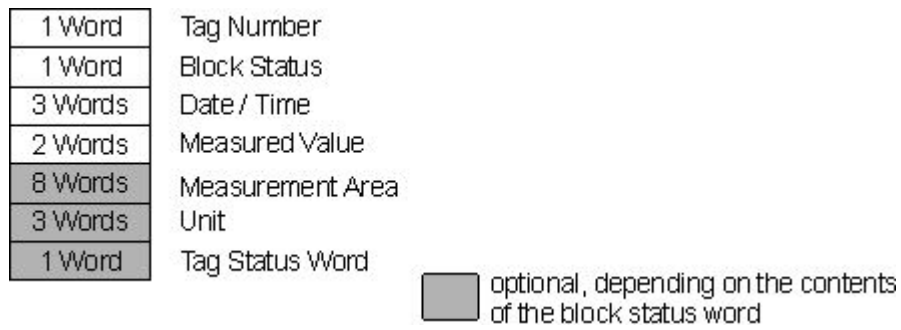 1 Word Tag Number
1 Word Block Status
3 Words Date / Time
2 Words Measured Value
8 Words Measurement Area
3 Words Unit
1 Word Tag Status Word
optional, depending on the contents
of the block status word